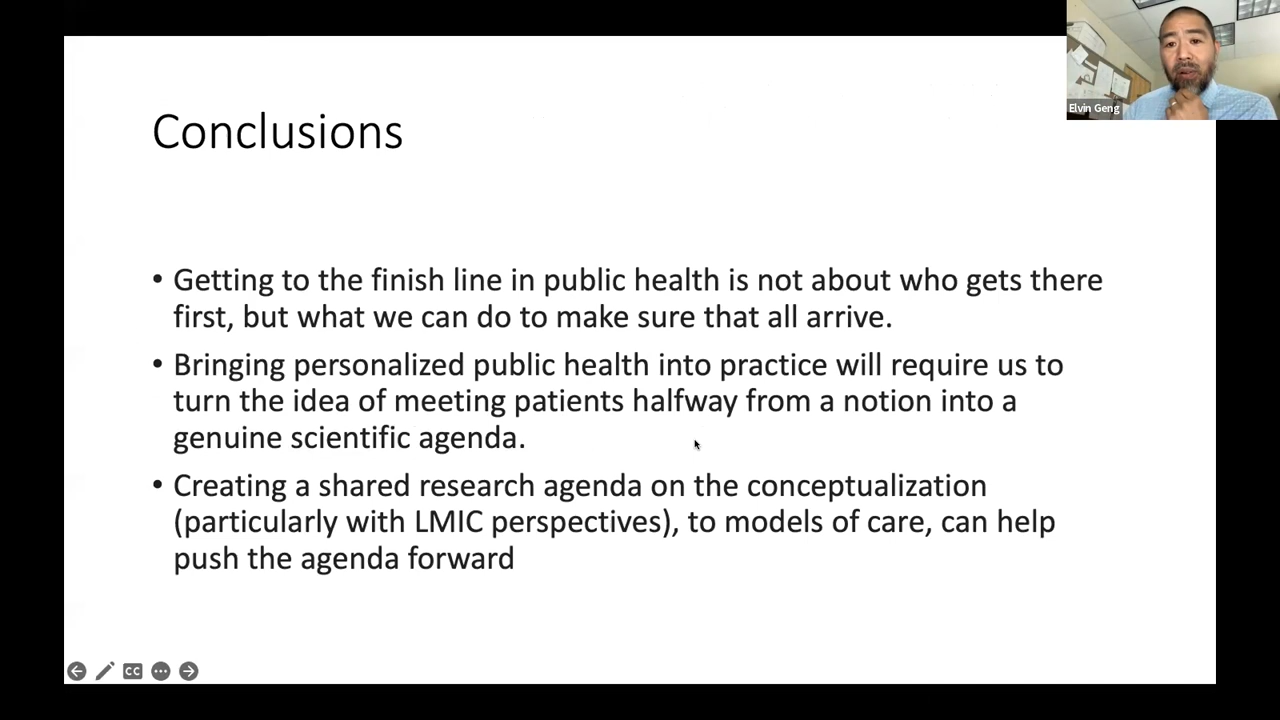 Elvin Geng
Conclusions
• Getting to the finish line in public health is not about who gets there
first, but what we can do to make sure that all arrive.
• Bringing personalized public health into practice will require us to
turn the idea of meeting patients halfway from a notion into a
genuine scientific agenda.
• Creating a shared research agenda on the conceptualization
(particularly with LMIC perspectives), to models of care, can help
push the agenda forward
CC